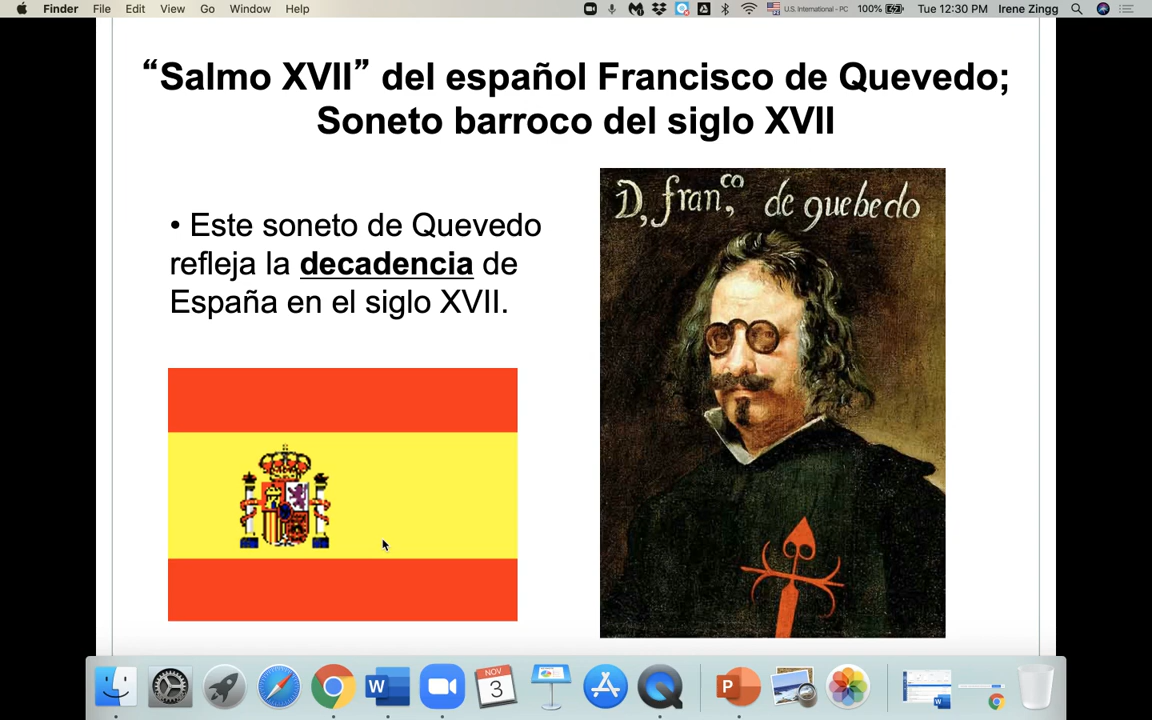 Finder File Edit View Go Window Help U.S. International - PC 100% Tue 12:30 PM Irene Zingg
“Salmo XVII” del español Francisco de Quevedo;
Soneto barroco del siglo XVII
D, fran,co de quebedo
• Este soneto de Quevedo
refleja la decadencia de
España en el siglo XVII.
NOV
3
W
P
W